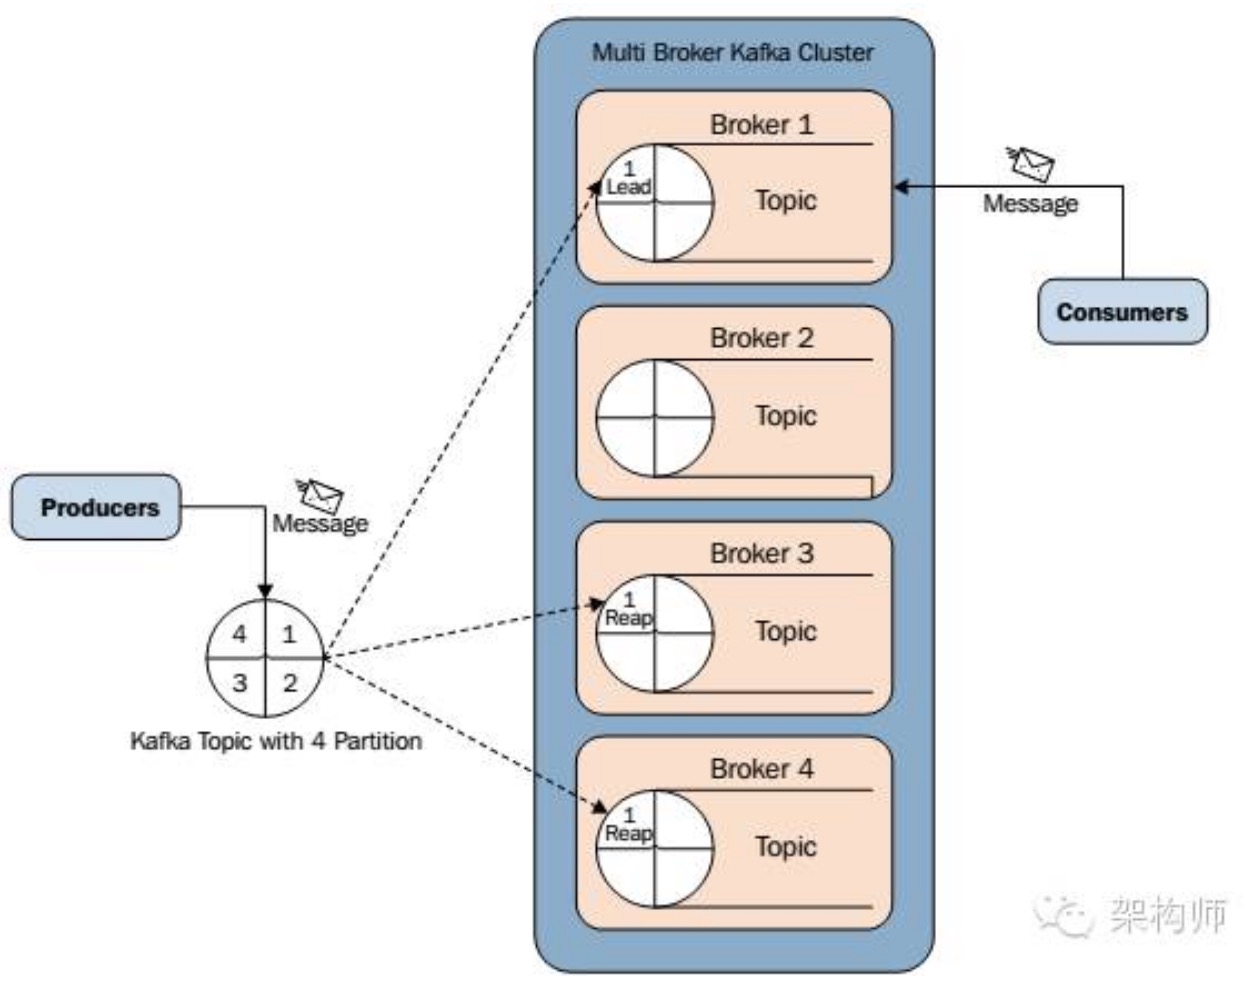 Multi Broker Kafka Cluster
Broker 1
1
Lead
Topic
Message
Consumers
Broker 2
Topic
Producers
Message
Broker 3
1
Reap
Topic
4 1
3 2
Kafka Topic with 4 Partition
Broker 4
1
Reap
Topic
架构师